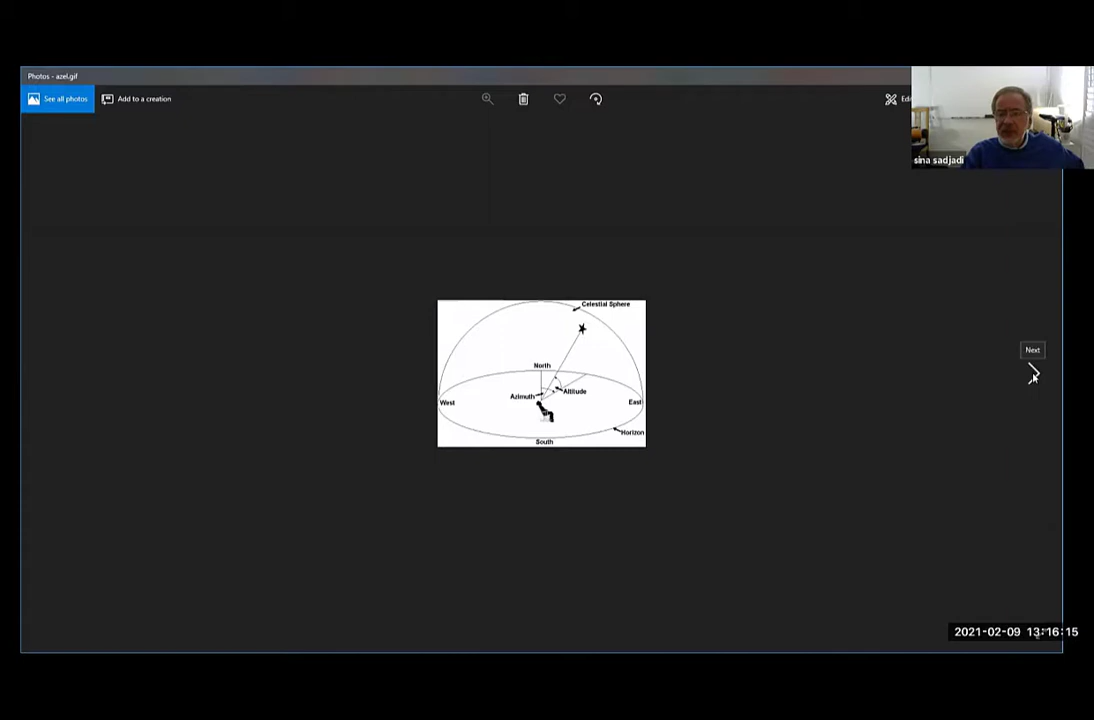 Photos - azel.gif
See all photos
Add to a creation
sina sadjadi
Celestial Sphere
Next
North
Altitude
Azimuth
West
East
Horizon
South
2021-02-09 13:16:15